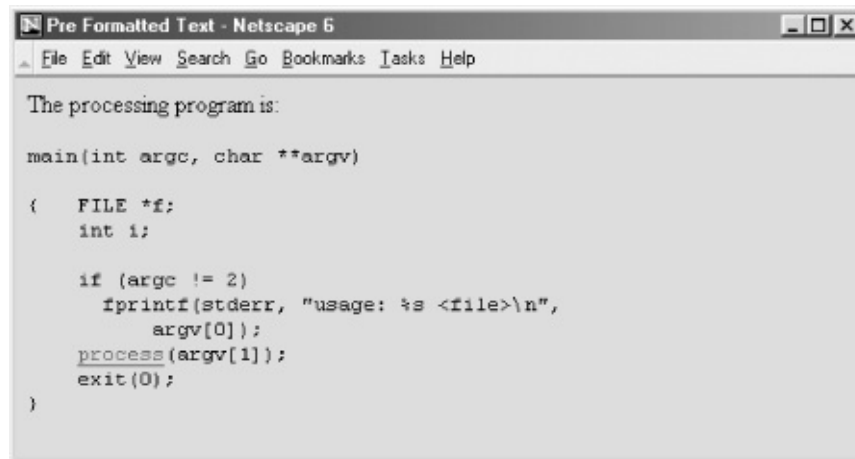 Pre Formatted Text - Netscape 6
File Edit View Search Go Bookmarks Tasks Help
The processing program is:
main(int argc, char **argv)
{    FILE *f;
     int i;
     if (argc != 2)
       fprintf(stderr, "usage: %s <file>\n",
           argv[0]);
     process(argv[1]);
     exit(0);
}